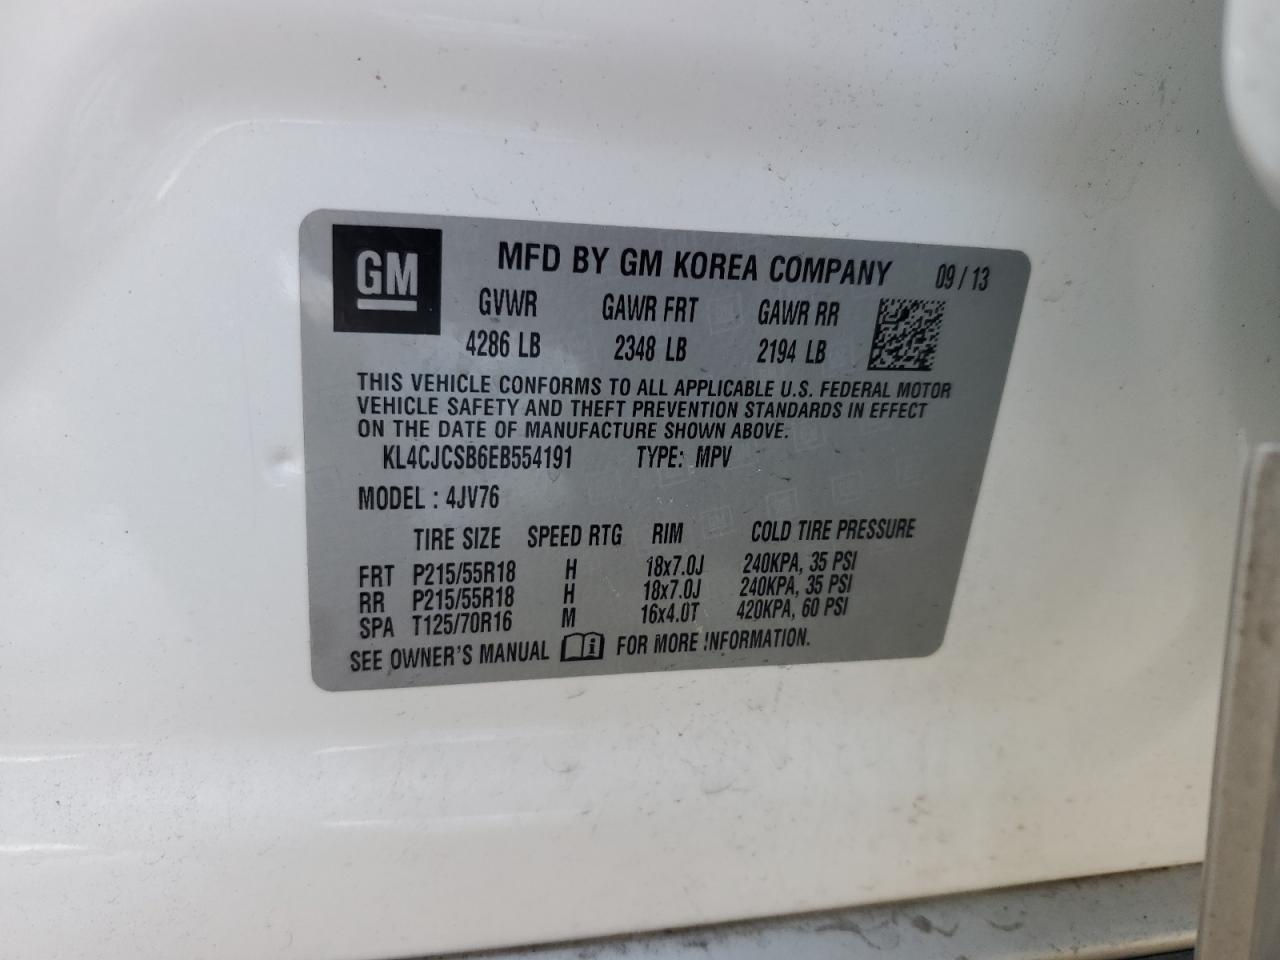 GM
MFD BY GM KOREA COMPANY 09 / 13
GVWR GAWR FRT GAWR RR
4286 LB 2348 LB 2194 LB
THIS VEHICLE CONFORMS TO ALL APPLICABLE U.S. FEDERAL MOTOR
VEHICLE SAFETY AND THEFT PREVENTION STANDARDS IN EFFECT
ON THE DATE OF MANUFACTURE SHOWN ABOVE.
KL4CJCSB6EB554191 TYPE: MPV
MODEL : 4JV76
TIRE SIZE SPEED RTG RIM COLD TIRE PRESSURE
FRT P215/55R18 H 18x7.0J 240KPA, 35 PSI
RR P215/55R18 H 18x7.0J 240KPA, 35 PSI
SPA T125/70R16 M 16x4.0T 420KPA, 60 PSI
SEE OWNER'S MANUAL i FOR MORE INFORMATION.